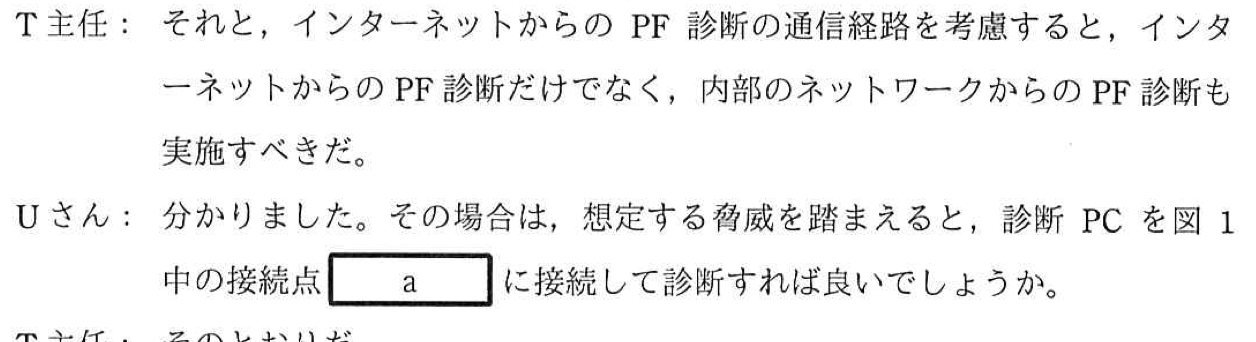 T主任： それと，インターネットからの PF 診断の通信経路を考慮すると，インタ
ーネットからの PF 診断だけでなく，内部のネットワークからの PF 診断も
実施すべきだ。
Uさん： 分かりました。その場合は，想定する脅威を踏まえると，診断 PC を図 1
中の接続点 a に接続して診断すれば良いでしょうか。
T主任： そのとおりだ